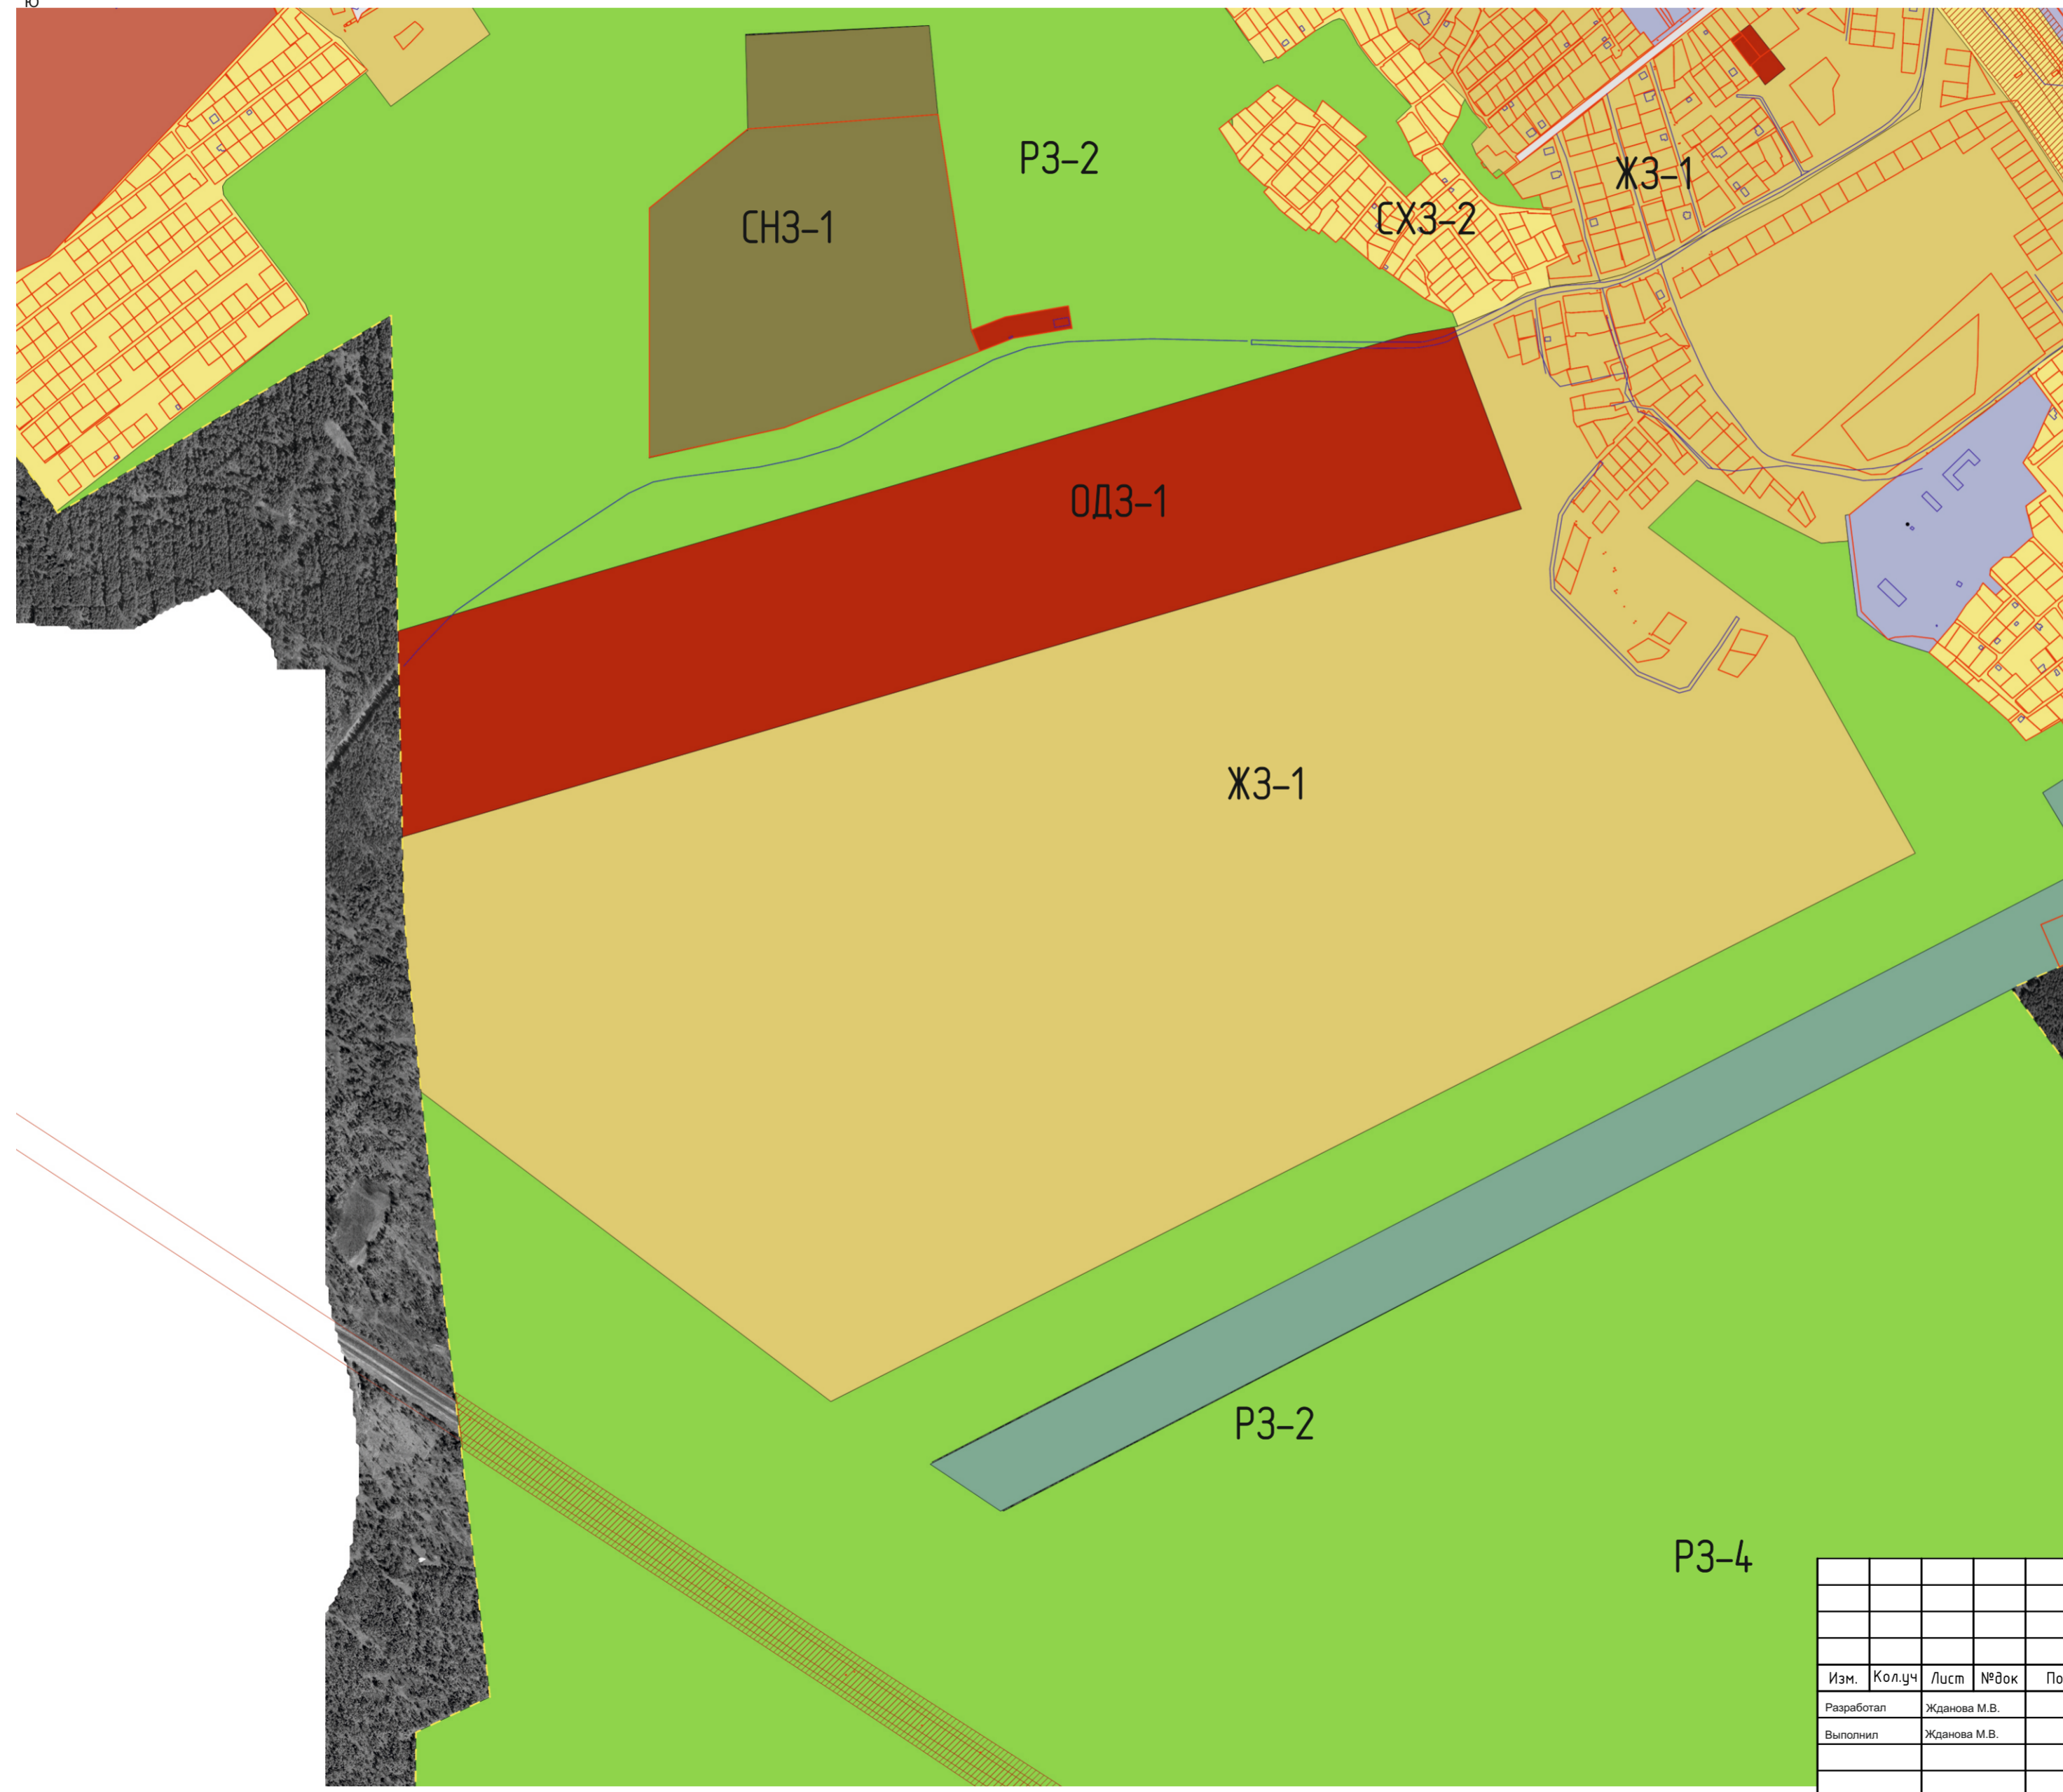 Ю
РЗ-2
ЖЗ-1
СНЗ-1
СХЗ-2
ОДЗ-1
ЖЗ-1
РЗ-2
РЗ-4
Изм. Кол.уч Лист №док По
Разработал Жданова М.В.
Выполнил Жданова М.В.